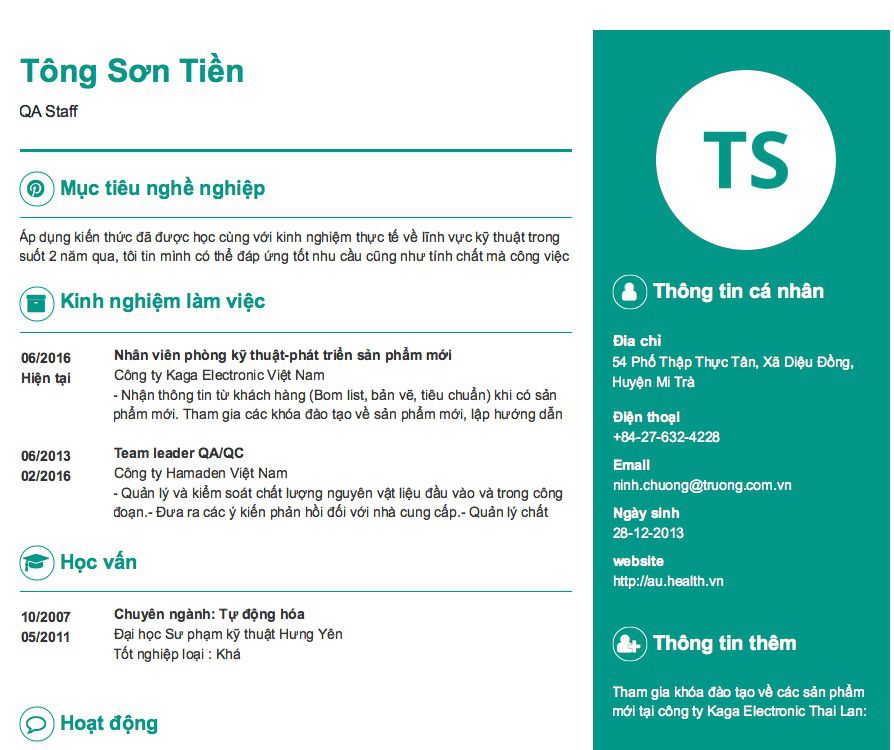 Tông Sơn Tiền
QA Staff
Mục tiêu nghề nghiệp
Áp dụng kiến thức đã được học cùng với kinh nghiệm thực tế về lĩnh vực kỹ thuật trong
suốt 2 năm qua, tôi tin mình có thể đáp ứng tốt nhu cầu cũng như tính chất mà công việc
Kinh nghiệm làm việc
06/2016
Hiện tại
Nhân viên phòng kỹ thuật-phát triển sản phẩm mới
Công ty Kaga Electronic Việt Nam
- Nhận thông tin từ khách hàng (Bom list, bản vẽ, tiêu chuẩn) khi có sản
phẩm mới. Tham gia các khóa đào tạo về sản phẩm mới, lập hướng dẫn
06/2013
02/2016
Team leader QA/QC
Công ty Hamaden Việt Nam
- Quản lý và kiểm soát chất lượng nguyên vật liệu đầu vào và trong công
đoạn.- Đưa ra các ý kiến phản hồi đối với nhà cung cấp.- Quản lý chất
Học vấn
10/2007
05/2011
Chuyên ngành: Tự động hóa
Đại học Sư phạm kỹ thuật Hưng Yên
Tốt nghiệp loại : Khá
Hoạt động
TS
Thông tin cá nhân
Địa chỉ
54 Phố Thập Thực Tân, Xã Diệu Đồng,
Huyện Mi Trà
Điện thoại
+84-27-632-4228
Email
ninh.chuong@truong.com.vn
Ngày sinh
28-12-2013
website
http://au.health.vn
Thông tin thêm
Tham gia khóa đào tạo về các sản phẩm
mới tại công ty Kaga Electronic Thai Lan: